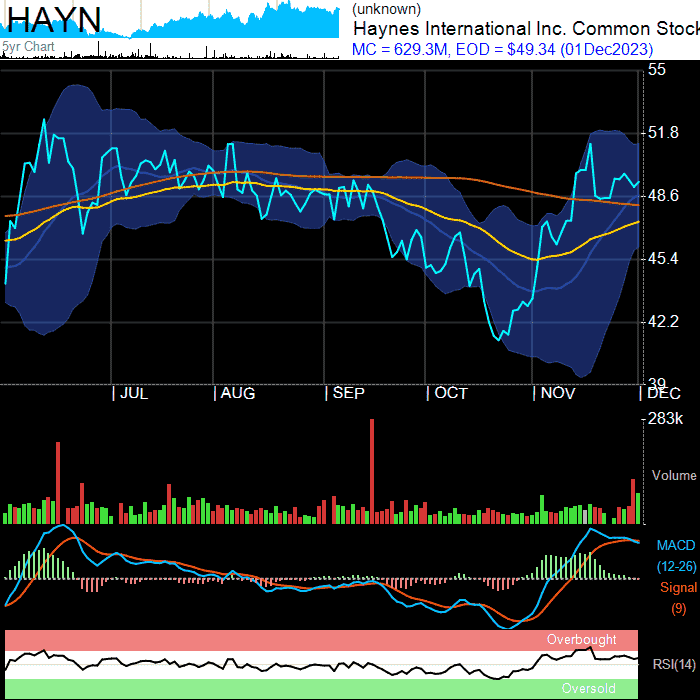 HAYN
5yr Chart
(unknown)
Haynes International Inc. Common Stock
MC = 629.3M, EOD = $49.34 (01Dec2023)
55
51.8
48.6
45.4
42.2
39
JUL AUG SEP OCT NOV DEC
283k
Volume
MACD
(12-26)
Signal
(9)
Overbought
RSI(14)
Oversold